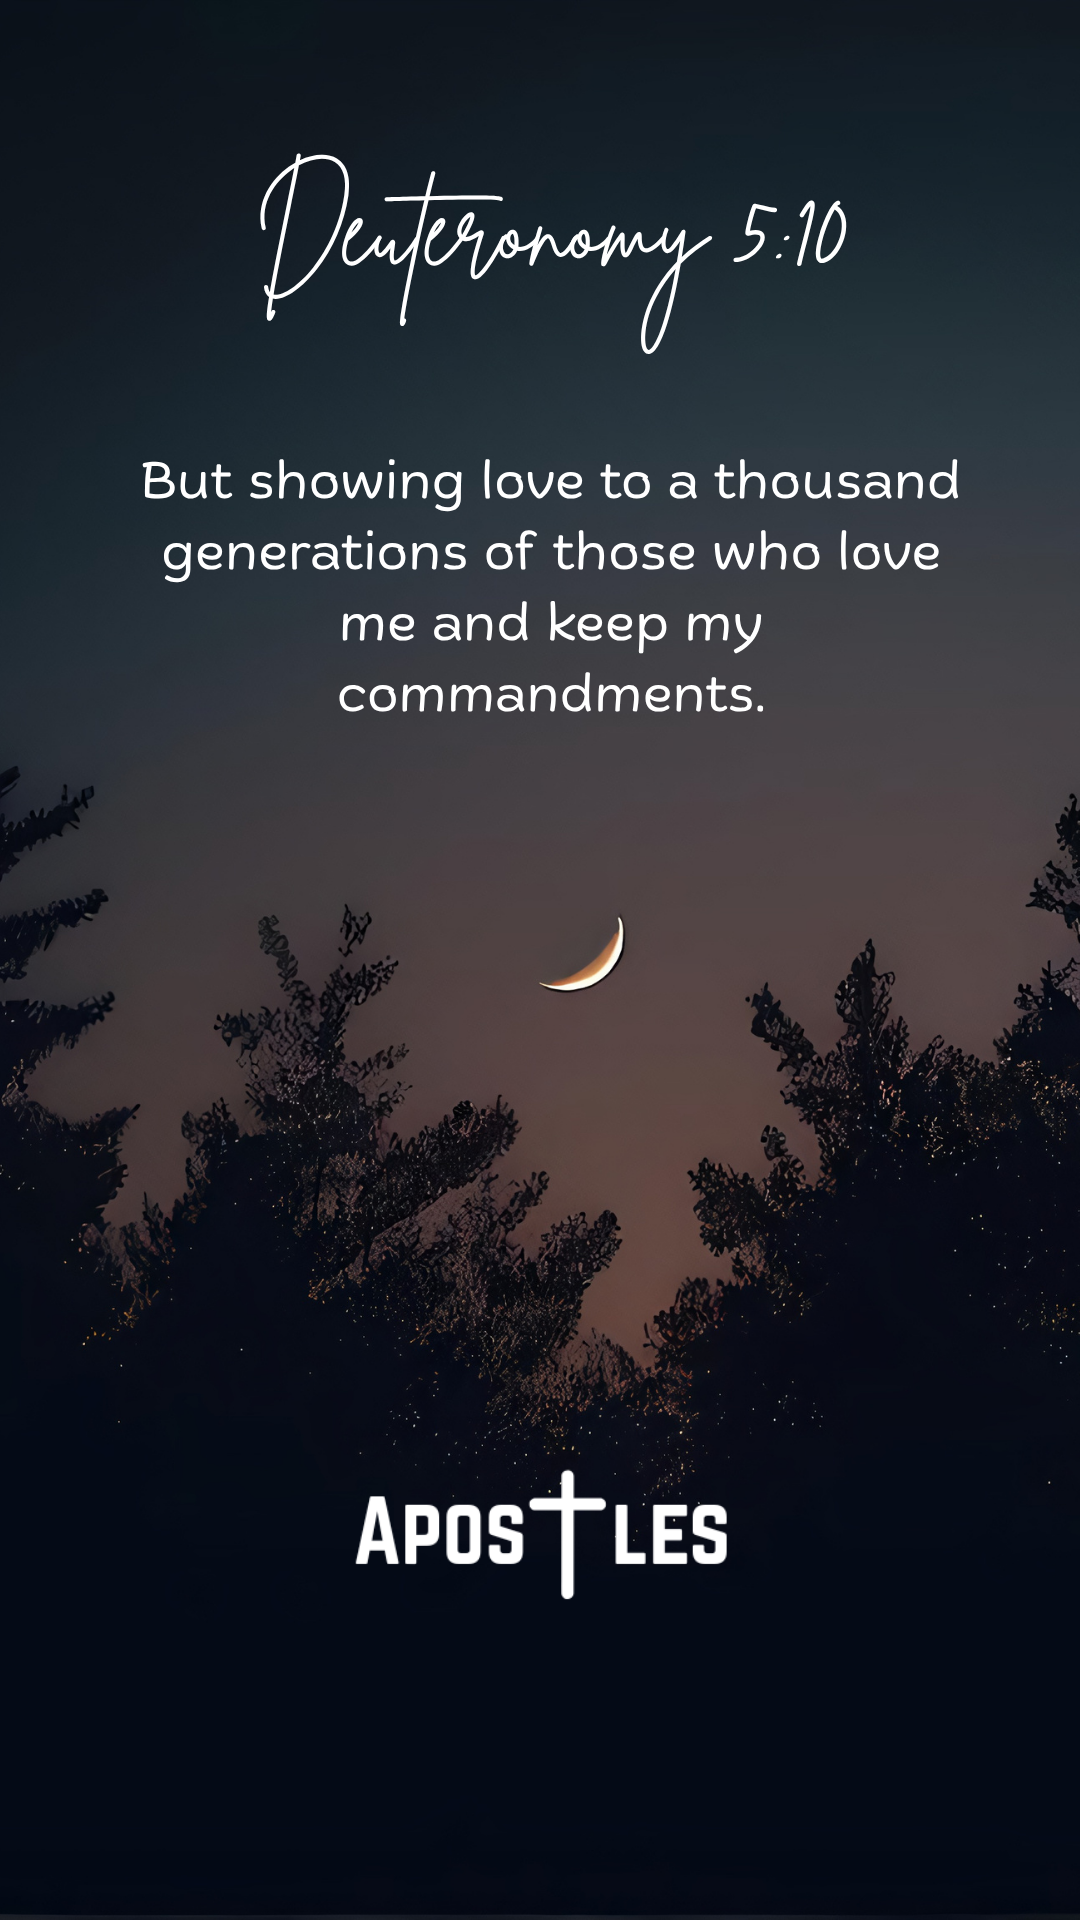 Deuteronomy 5:10
But showing love to a thousand
generations of those who love
me and keep my
commandments.
APOSTLES